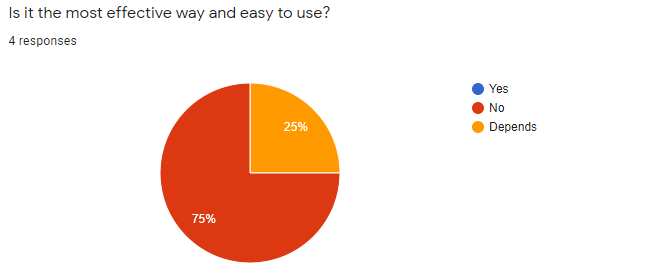 Is it the most effective way and easy to use?
4 responses
Yes
No
Depends
25%
75%